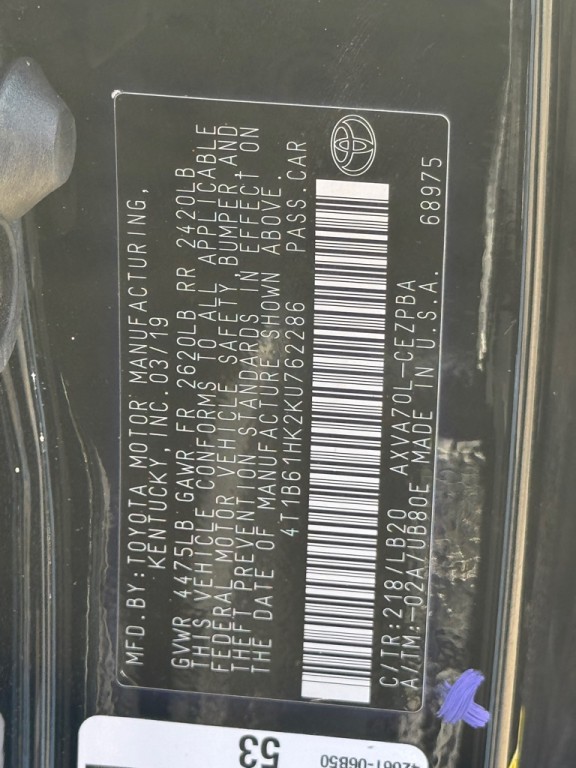 MFD. BY: TOYOTA MOTOR MANUFACTURING,
KENTUCKY, INC. 03/19
GVWR 4475LB GAWR FR 2620LB RR 2420LB
THIS VEHICLE CONFORMS TO ALL APPLICABLE
FEDERAL MOTOR VEHICLE SAFETY, BUMPER, AND
THEFT PREVENTION STANDARDS IN EFFECT ON
THE DATE OF MANUFACTURE SHOWN ABOVE.
4T1B61HK2KU762286 PASS.CAR
C/TR:218/LB20 AXVA70L-CEZPBA
A/TM:-02A/UB80E MADE IN U.S.A. 68975
53
42061-06B50